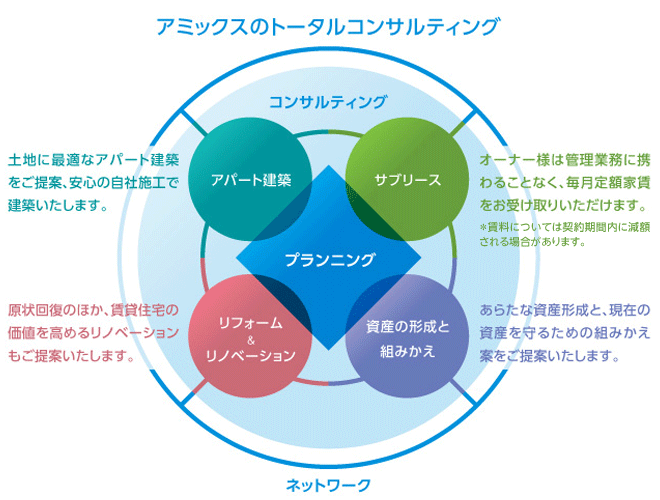 アミックスのトータルコンサルティング
コンサルティング
土地に最適なアパート建築
をご提案、安心の自社施工で
建築いたします。
アパート建築
サブリース
オーナー様は管理業務に携
わることなく、毎月定額家賃
をお受け取りいただけます。
＊賃料については契約期間内に減額
される場合があります。
プランニング
原状回復のほか、賃貸住宅の
価値を高めるリノベーション
もご提案いたします。
リフォーム
&
リノベーション
資産の形成と
組みかえ
あらたな資産形成と、現在の
資産を守るための組みかえ
案をご提案いたします。
ネットワーク